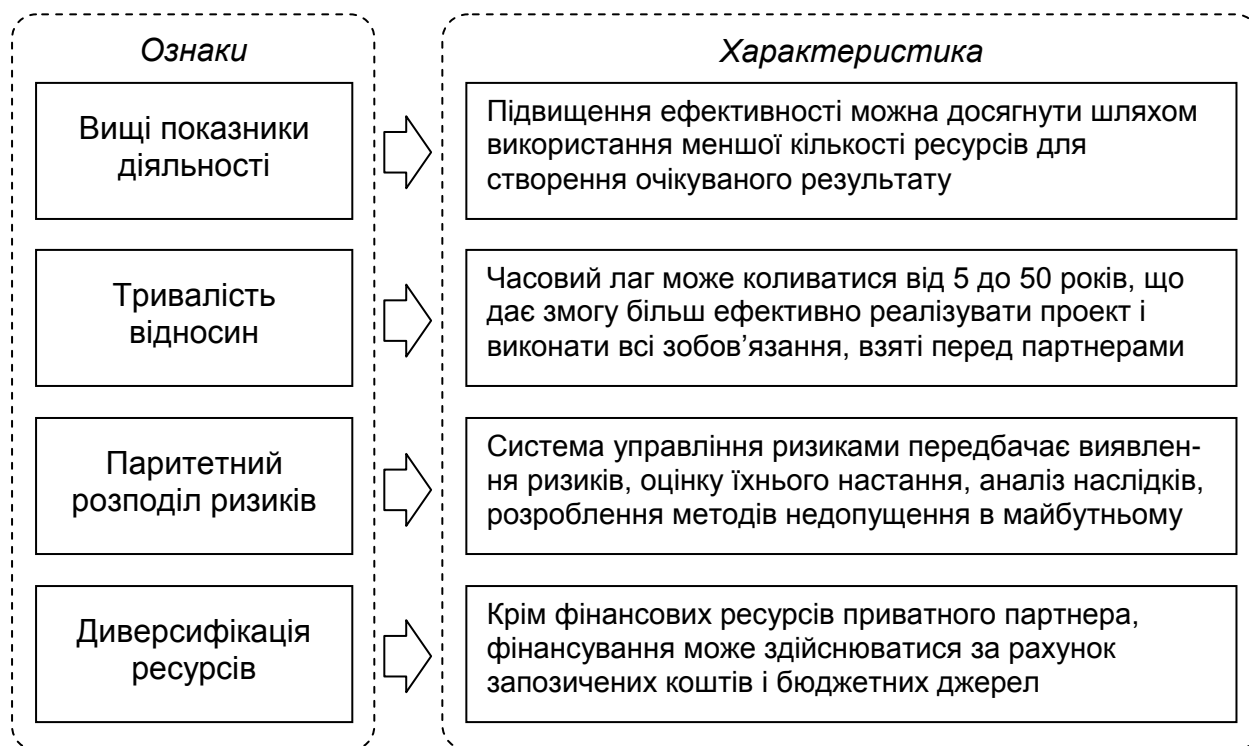 Ознаки
Характеристика
Вищі показники
діяльності
Підвищення ефективності можна досягнути шляхом
використання меншої кількості ресурсів для
створення очікуваного результату
Тривалість
відносин
Часовий лаг може коливатися від 5 до 50 років, що
дає змогу більш ефективно реалізувати проект і
виконати всі зобов’язання, взяті перед партнерами
Паритетний
розподіл ризиків
Система управління ризиками передбачає виявлен-
ня ризиків, оцінку їхнього настання, аналіз наслідків,
розроблення методів недопущення в майбутньому
Диверсифікація
ресурсів
Крім фінансових ресурсів приватного партнера,
фінансування може здійснюватися за рахунок
запозичених коштів і бюджетних джерел